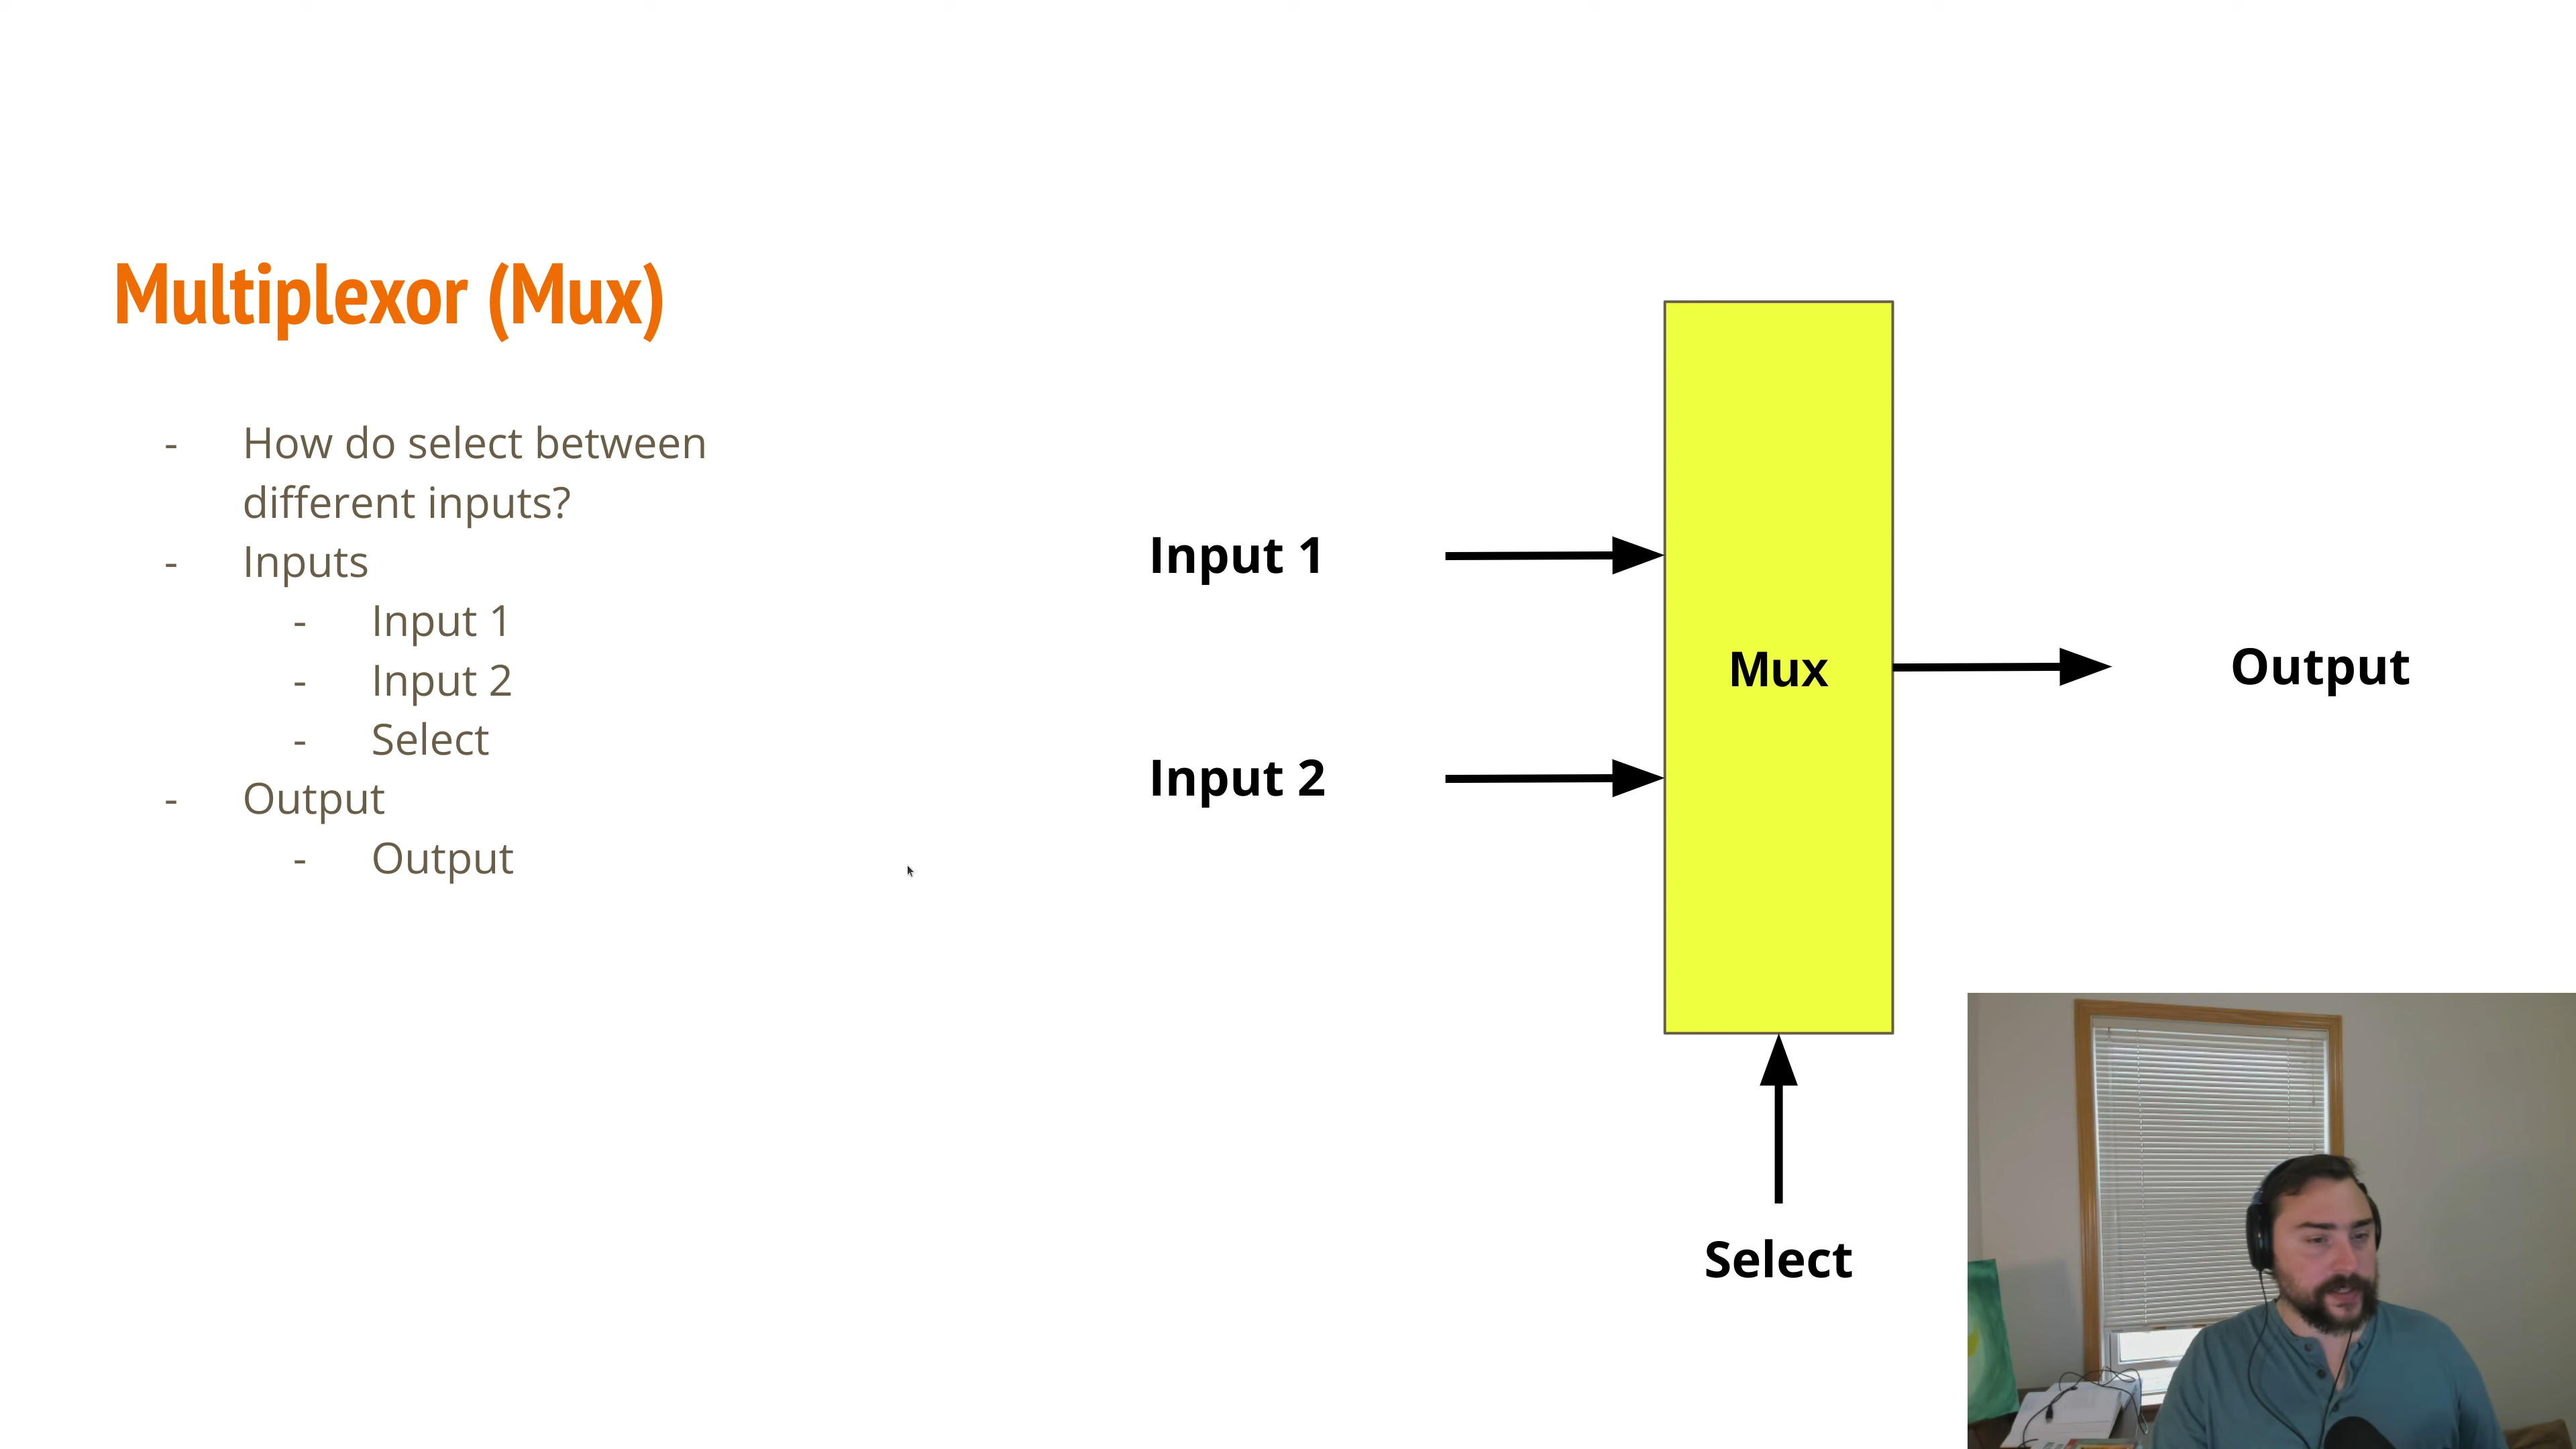 Multiplexor (Mux)
- How do select between
different inputs?
- Inputs
- Input 1
- Input 2
- Select
- Output
- Output
Input 1
Input 2
Mux
Output
Select